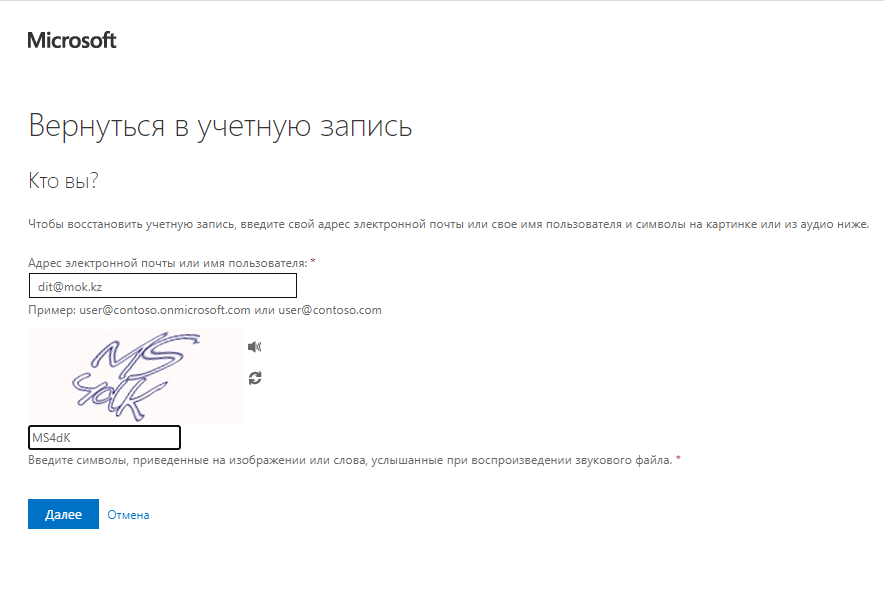 Microsoft
Вернуться в учетную запись
Кто вы?
Чтобы восстановить учетную запись, введите свой адрес электронной почты или свое имя пользователя и символы на картинке или из аудио ниже.
Адрес электронной почты или имя пользователя: *
dit@mok.kz
Пример: user@contoso.onmicrosoft.com или user@contoso.com
MS4dK
Введите символы, приведенные на изображении или слова, услышанные при воспроизведении звукового файла. *
Далее Отмена